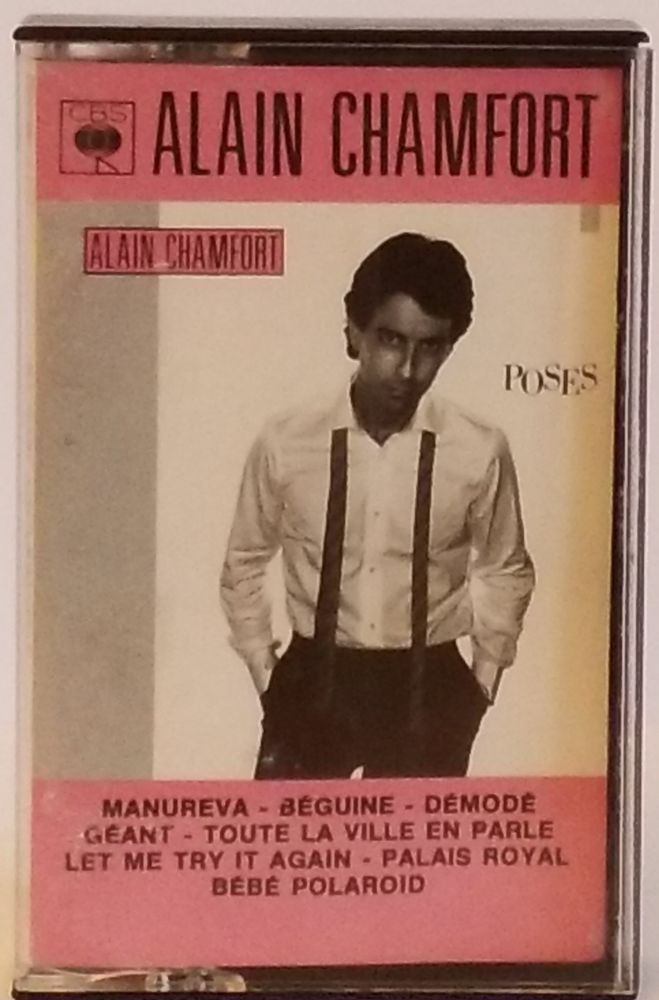 CBS
ALAIN CHAMFORT
ALAIN CHAMFORT
POSES
MANUREVA - BÉGUINE - DÉMODÉ
GÉANT - TOUTE LA VILLE EN PARLE
LET ME TRY IT AGAIN - PALAIS ROYAL
BÉBÉ POLAROID